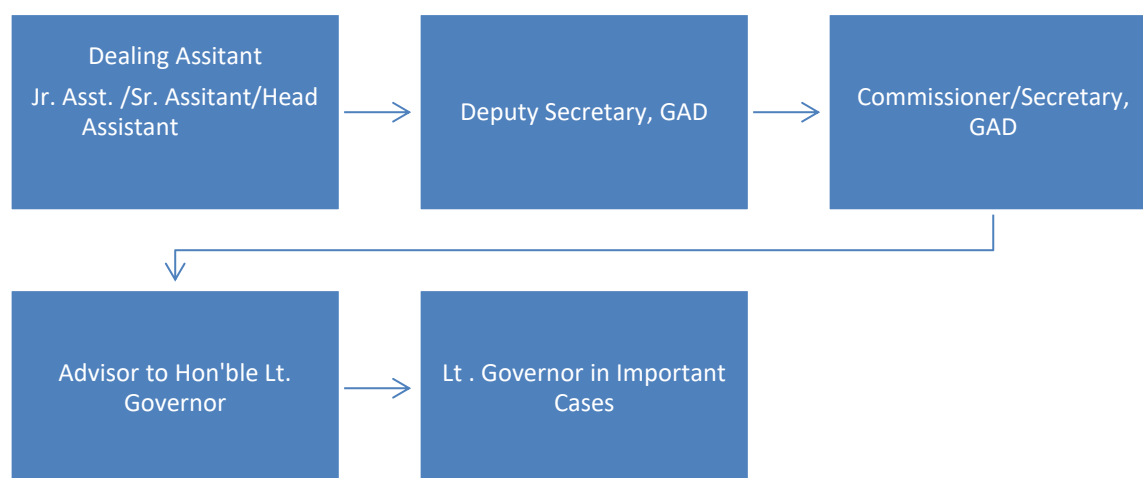 Dealing Assitant
Jr. Asst. /Sr. Assitant/Head
Assistant
Deputy Secretary, GAD
Commissioner/Secretary,
GAD
Advisor to Hon'ble Lt.
Governor
Lt . Governor in Important
Cases